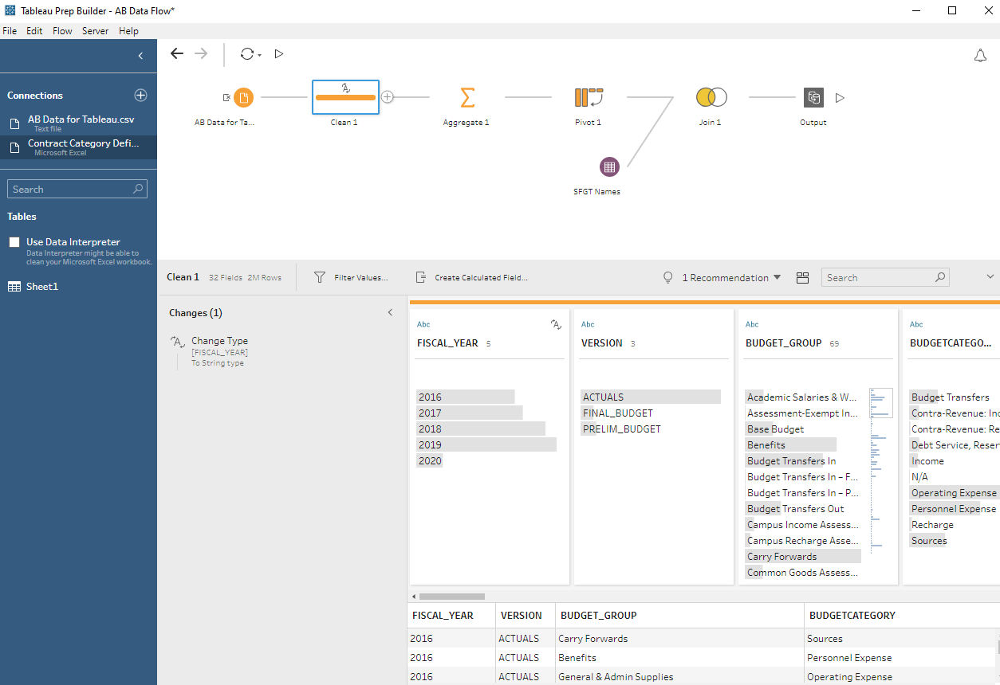 Tableau Prep Builder - AB Data Flow*
File Edit Flow Server Help
Connections
AB Data for Tableau.csv
Text file
Contract Category Defi...
Microsoft Excel
Search
Tables
Use Data Interpreter
Data Interpreter might be able to
clean your Microsoft Excel workbook.
Sheet1
AB Data for Ta...
Clean 1
Aggregate 1
Pivot 1
Join 1
Output
SFGT Names
Clean 1 32 Fields 2M Rows Filter Values... Create Calculated Field... 1 Recommendation Search
Changes (1)
Change Type
[FISCAL_YEAR]
To String type
Abc
FISCAL_YEAR 5
2016
2017
2018
2019
2020
Abc
VERSION 3
ACTUALS
FINAL_BUDGET
PRELIM_BUDGET
Abc
BUDGET_GROUP 69
Academic Salaries & W...
Assessment-Exempt In...
Base Budget
Benefits
Budget Transfers In
Budget Transfers In – F...
Budget Transfers In – P...
Budget Transfers Out
Campus Income Assess...
Campus Recharge Asse...
Carry Forwards
Common Goods Assess...
Abc
BUDGETCATEGO...
Budget Transfers
Contra-Revenue: Inc
Contra-Revenue: Re
Debt Service, Reser
Income
N/A
Operating Expense
Personnel Expense
Recharge
Sources
FISCAL_YEAR VERSION BUDGET_GROUP BUDGETCATEGORY
2016 ACTUALS Carry Forwards Sources
2016 ACTUALS Benefits Personnel Expense
2016 ACTUALS General & Admin Supplies Operating Expense